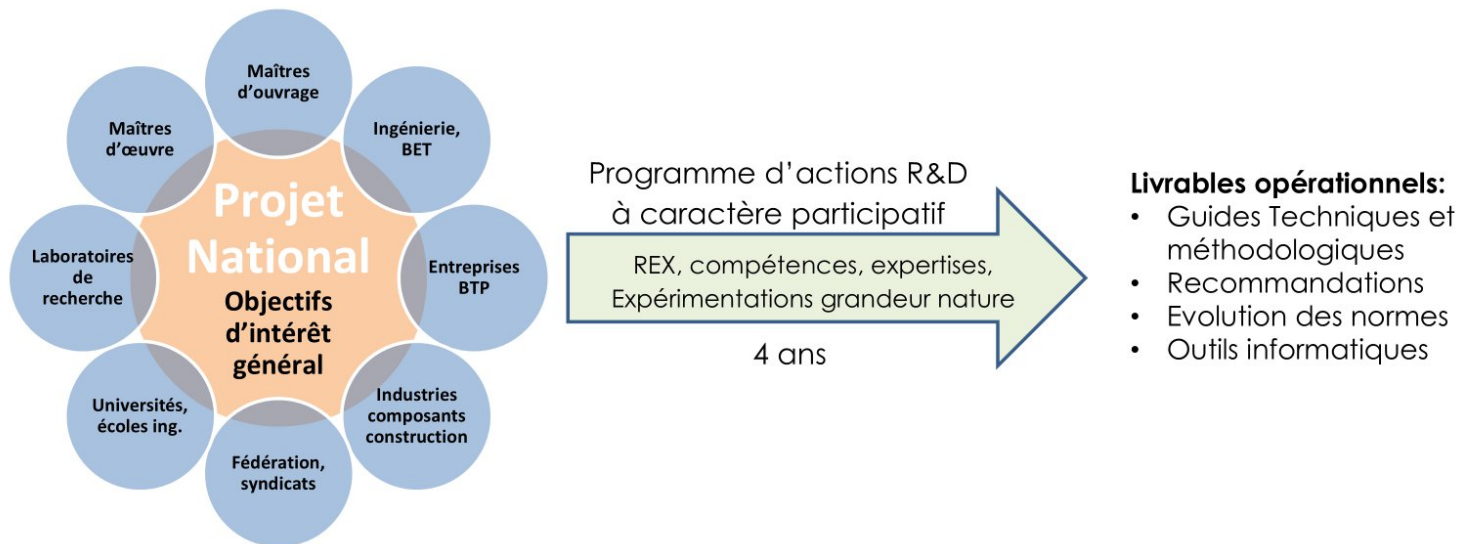 Maîtres
d'ouvrage
Ingénierie,
BET
Entreprises
BTP
Industries
composants
construction
Fédération,
syndicats
Universités,
écoles ing.
Laboratoires
de
recherche
Maîtres
d'œuvre
Projet
National
Objectifs
d'intérêt
général
Programme d'actions R&D
à caractère participatif
REX, compétences, expertises,
Expérimentations grandeur nature
4 ans
Livrables opérationnels:
• Guides Techniques et
méthodologiques
• Recommandations
• Evolution des normes
• Outils informatiques